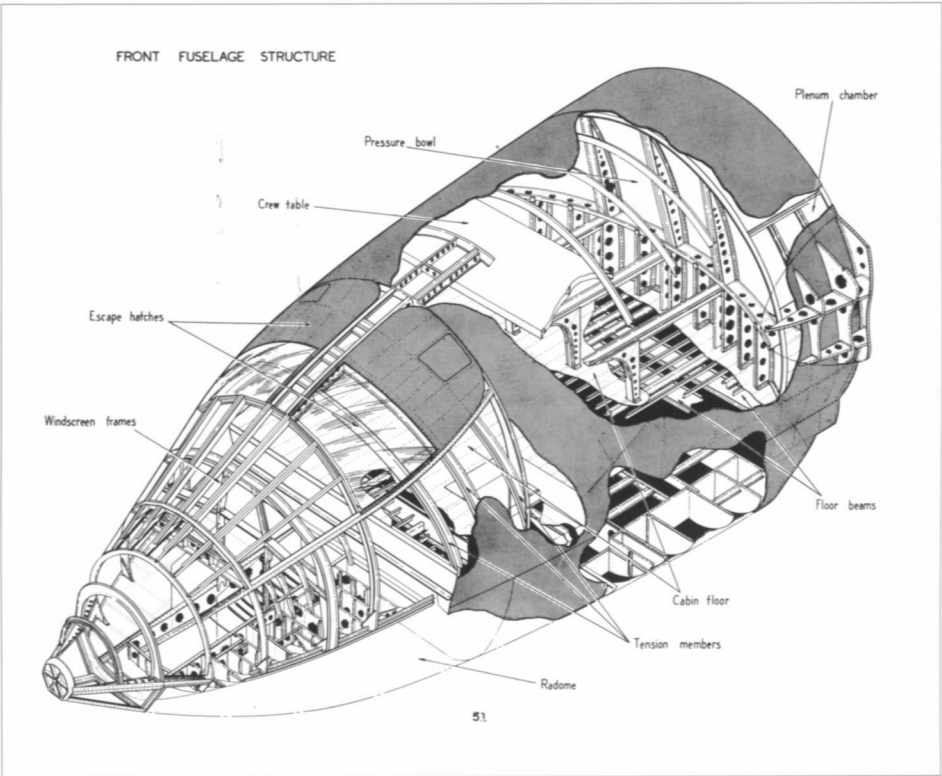 FRONT FUSELAGE STRUCTURE
Plenum chamber
Pressure bowl
Crew table
Escape hatches
Windscreen frames
Floor beams
Cabin floor
Tension members
Radome
51